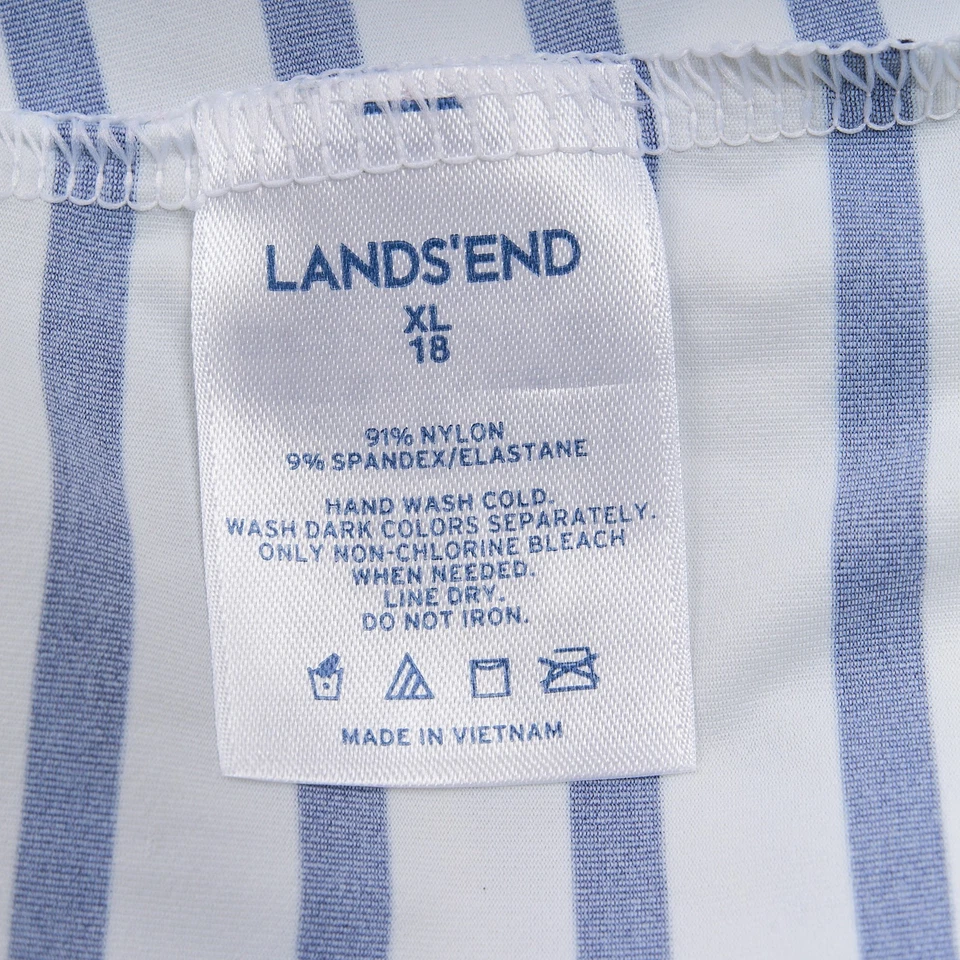 LANDS'END
XL
18
91% NYLON
9% SPANDEX/ELASTANE
HAND WASH COLD.
WASH DARK COLORS SEPARATELY.
ONLY NON-CHLORINE BLEACH
WHEN NEEDED.
LINE DRY.
DO NOT IRON.
MADE IN VIETNAM